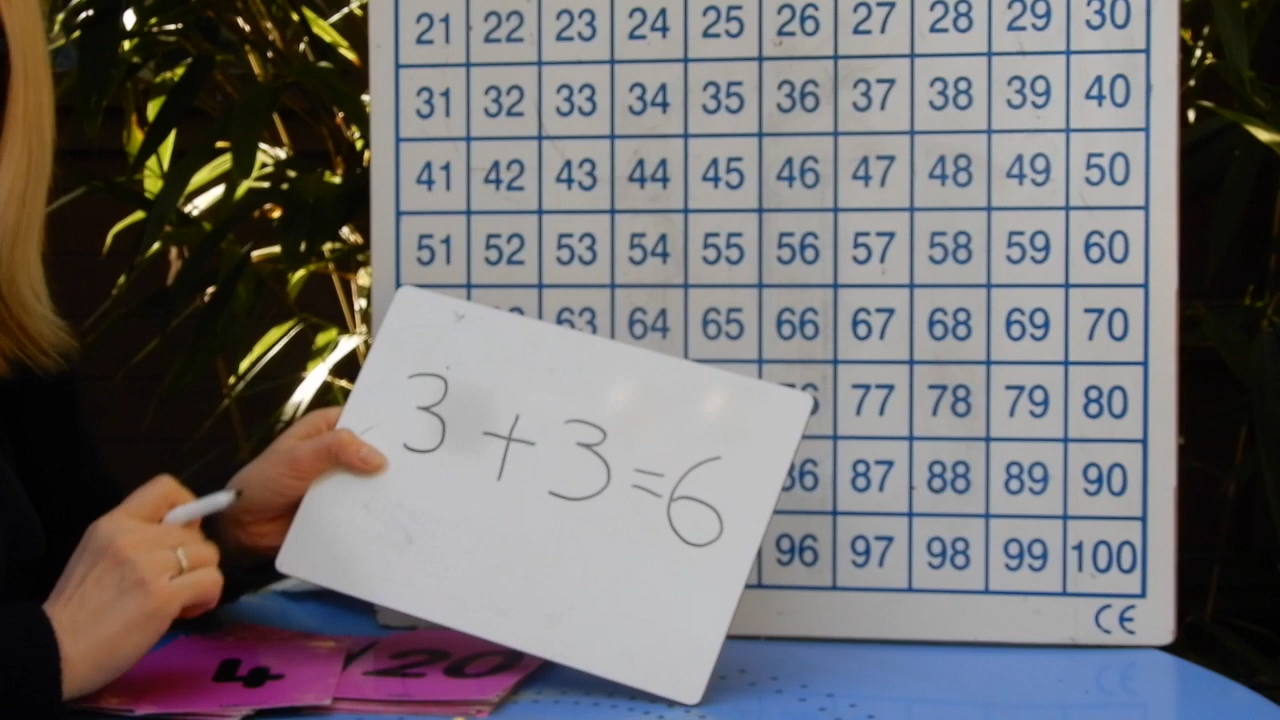 21 22 23 24 25 26 27 28 29 30
31 32 33 34 35 36 37 38 39 40
41 42 43 44 45 46 47 48 49 50
51 52 53 54 55 56 57 58 59 60
63 64 65 66 67 68 69 70
77 78 79 80
86 87 88 89 90
96 97 98 99 100
CE
3 + 3 = 6
4
20